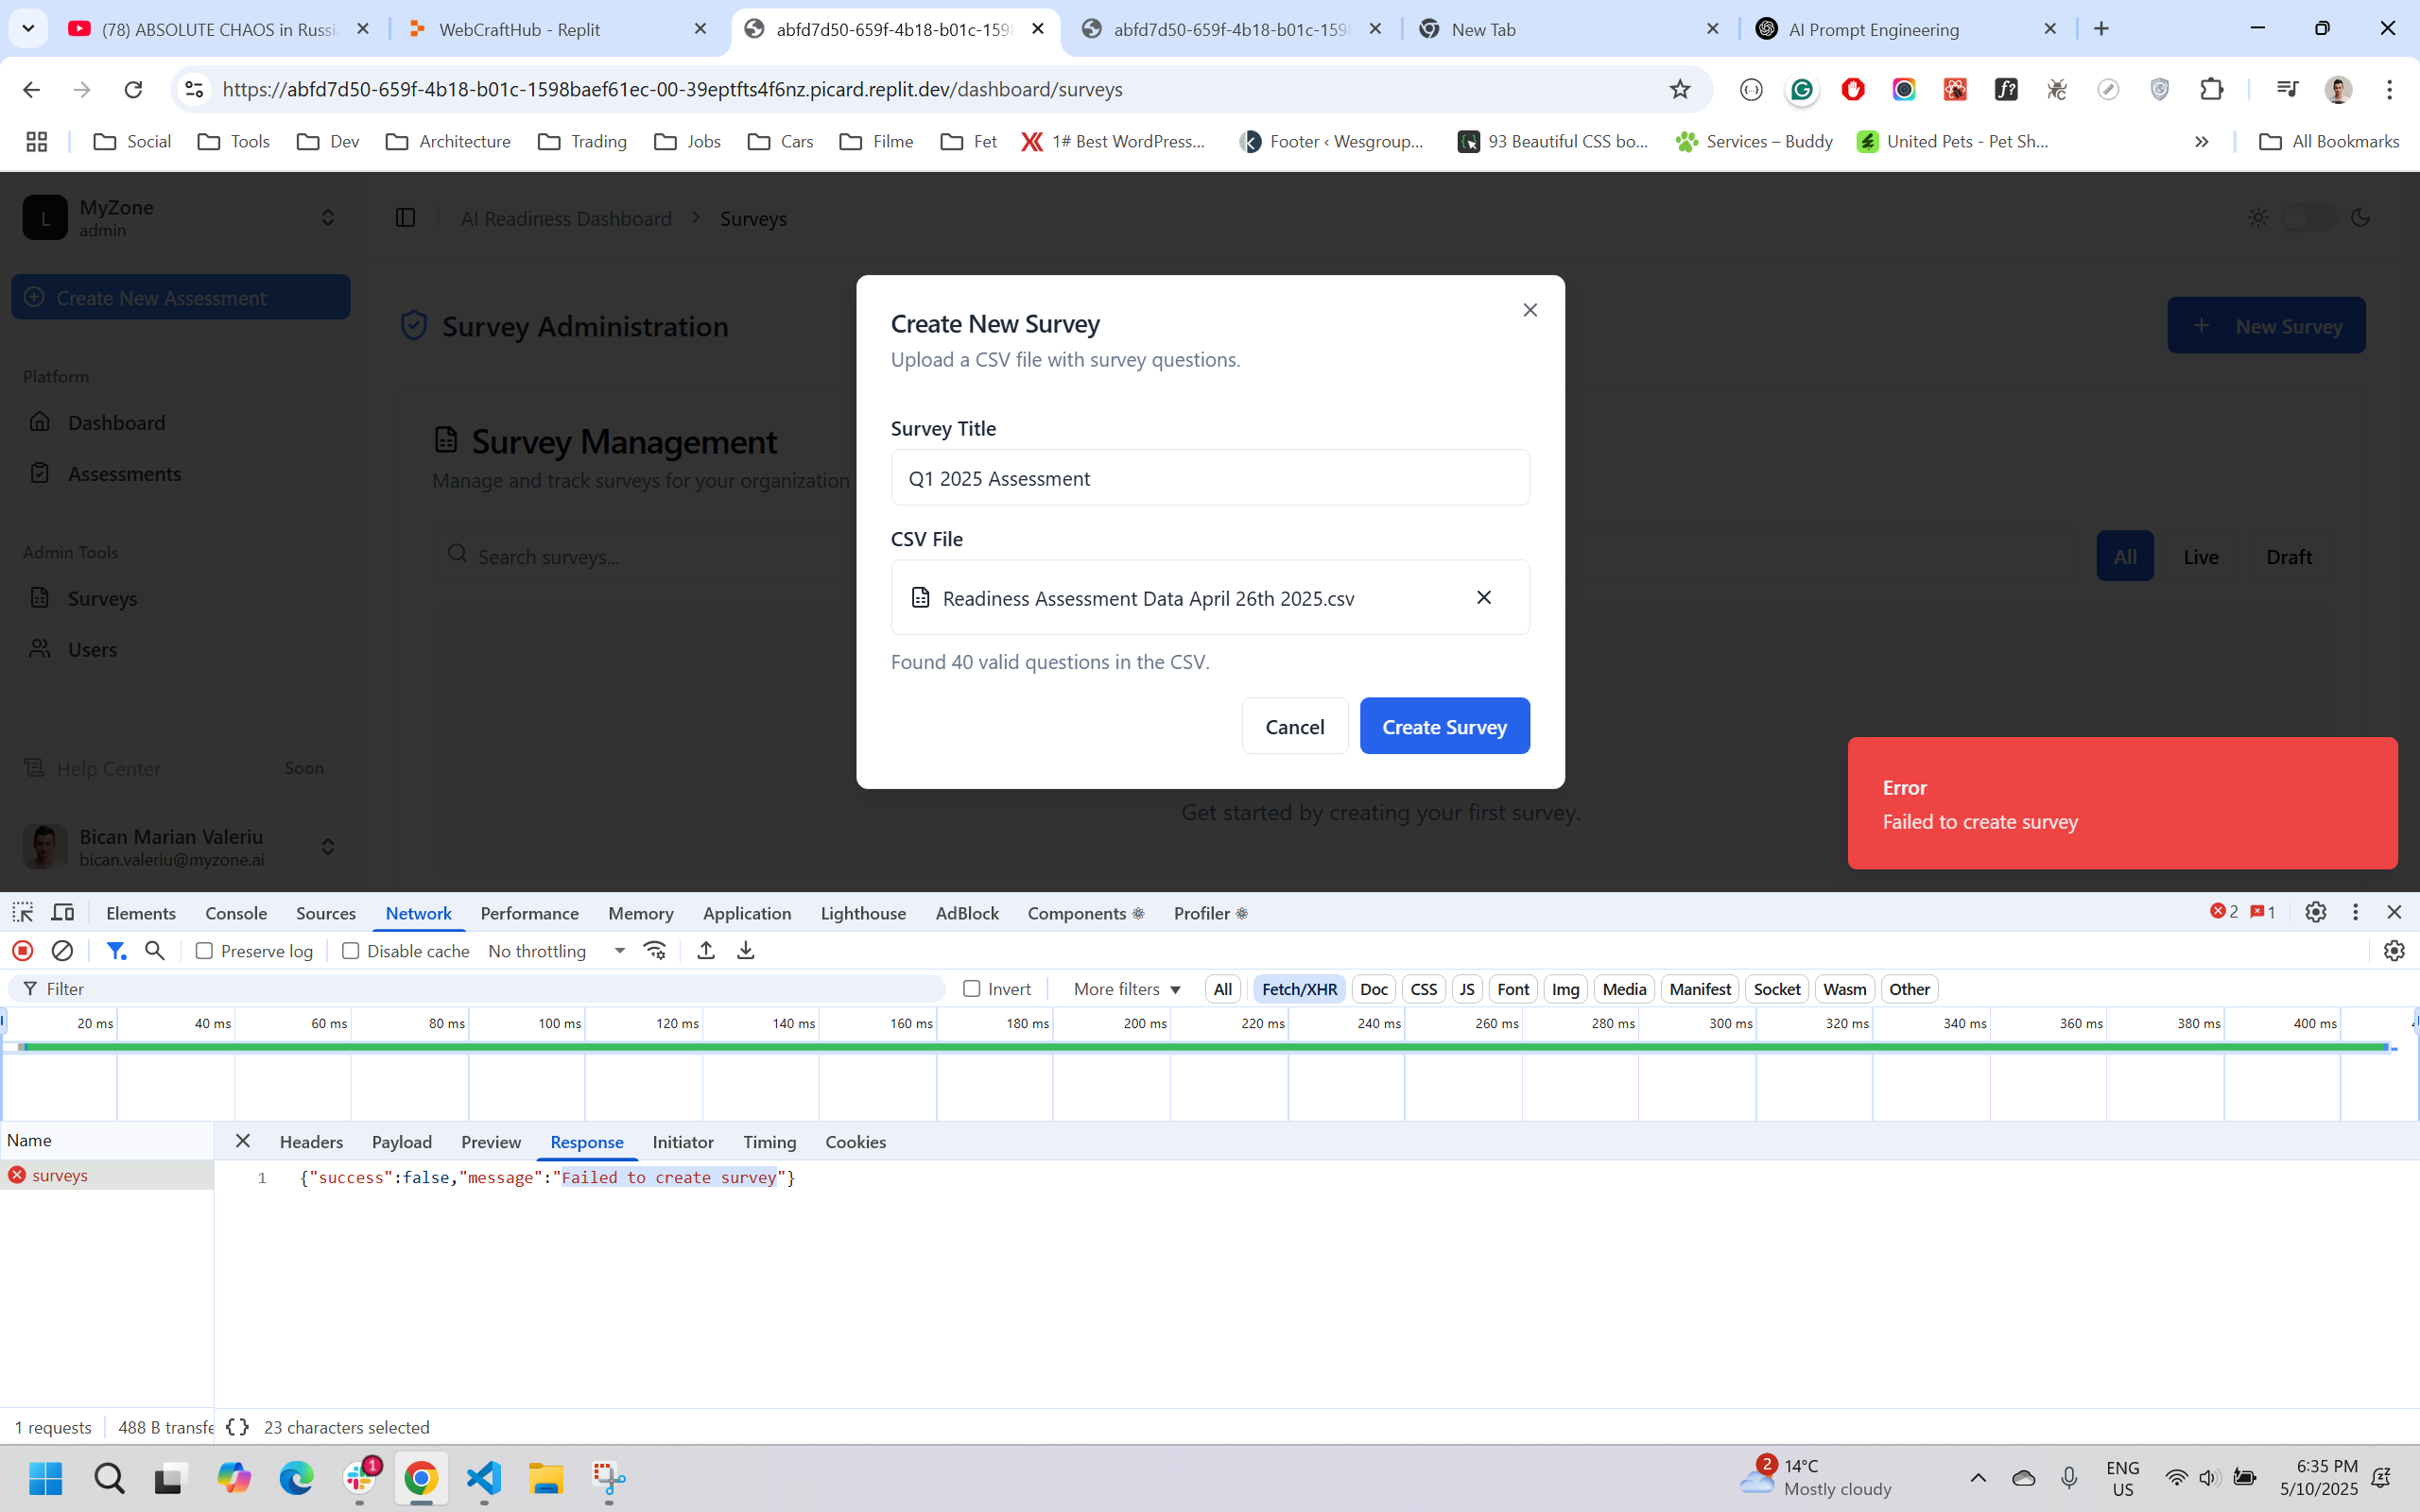 (78) ABSOLUTE CHAOS in Russi
WebCraftHub - Replit
abfd7d50-659f-4b18-b01c-159
abfd7d50-659f-4b18-b01c-159
New Tab
AI Prompt Engineering
https://abfd7d50-659f-4b18-b01c-1598baef61ec-00-39eptfts4f6nz.picard.replit.dev/dashboard/surveys
Social
Tools
Dev
Architecture
Trading
Jobs
Cars
Filme
Fet
1# Best WordPress...
Footer ‹ Wesgroup...
93 Beautiful CSS bo...
Services – Buddy
United Pets - Pet Sh...
All Bookmarks
L
MyZone
admin
AI Readiness Dashboard > Surveys
Create New Assessment
Platform
Dashboard
Assessments
Admin Tools
Surveys
Users
Help Center
Soon
Bican Marian Valeriu
bican.valeriu@myzone.ai
Survey Administration
New Survey
Survey Management
Manage and track surveys for your organization
Search surveys...
All
Live
Draft
Get started by creating your first survey.
Create New Survey
Upload a CSV file with survey questions.
Survey Title
Q1 2025 Assessment
CSV File
Readiness Assessment Data April 26th 2025.csv
Found 40 valid questions in the CSV.
Cancel
Create Survey
Error
Failed to create survey
Elements
Console
Sources
Network
Performance
Memory
Application
Lighthouse
AdBlock
Components
Profiler
2
1
Preserve log
Disable cache
No throttling
Filter
Invert
More filters
All
Fetch/XHR
Doc
CSS
JS
Font
Img
Media
Manifest
Socket
Wasm
Other
20 ms
40 ms
60 ms
80 ms
100 ms
120 ms
140 ms
160 ms
180 ms
200 ms
220 ms
240 ms
260 ms
280 ms
300 ms
320 ms
340 ms
360 ms
380 ms
400 ms
Name
Headers
Payload
Preview
Response
Initiator
Timing
Cookies
surveys
1
{"success":false,"message":"Failed to create survey"}
1 requests
488 B transfe
{ }
23 characters selected
1
2
14°C
Mostly cloudy
ENG
US
6:35 PM
5/10/2025